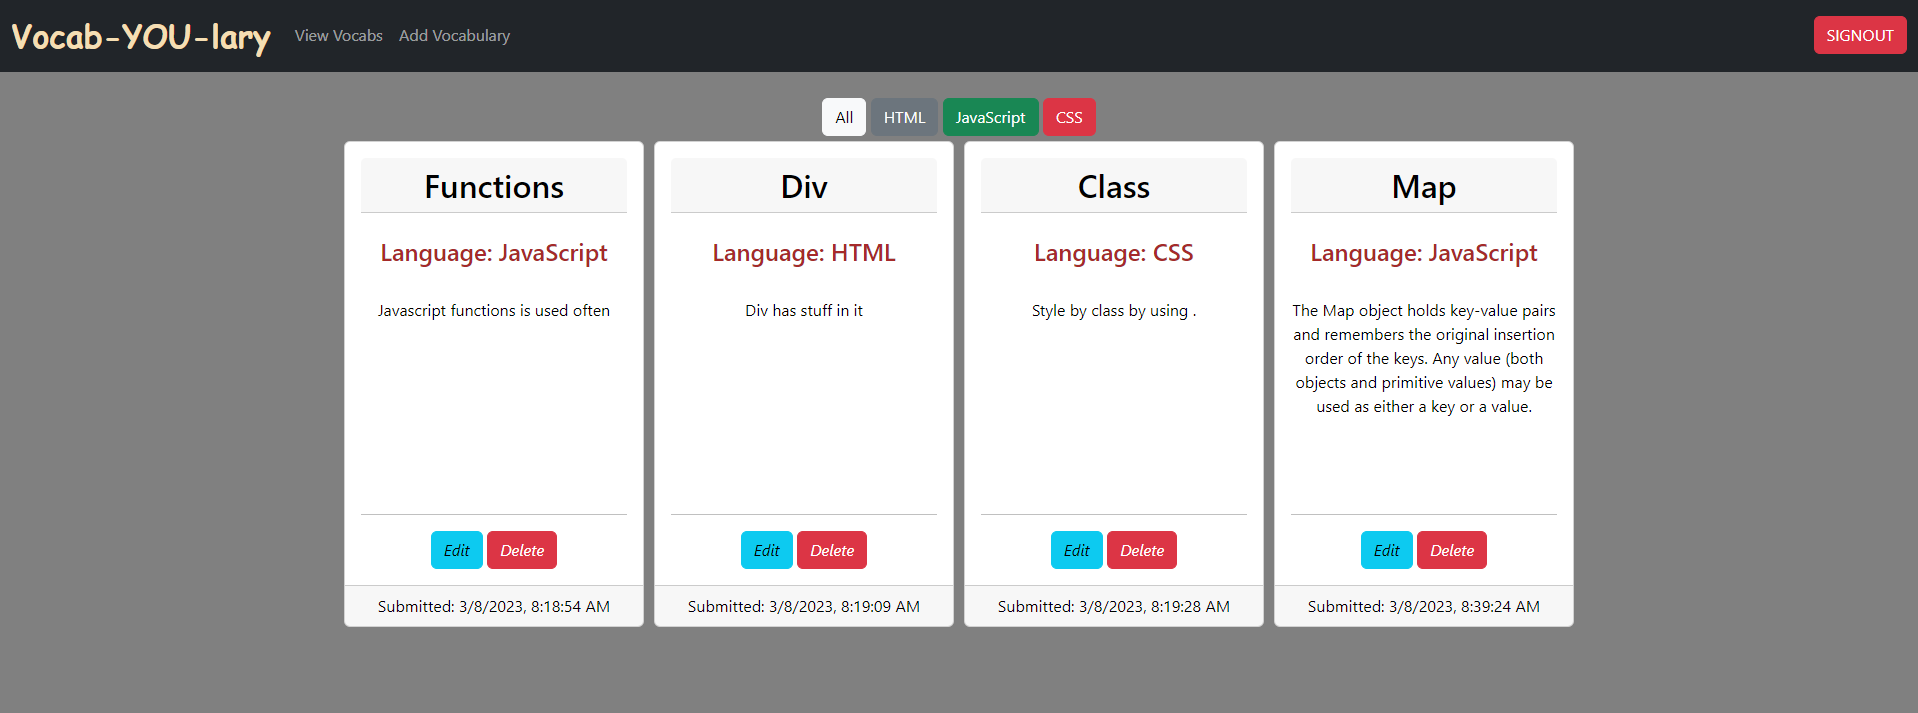 Vocab-YOU-lary
View Vocabs
Add Vocabulary
SIGNOUT
All
HTML
JavaScript
CSS
Functions
Language: JavaScript
Javascript functions is used often
Edit
Delete
Submitted: 3/8/2023, 8:18:54 AM
Div
Language: HTML
Div has stuff in it
Edit
Delete
Submitted: 3/8/2023, 8:19:09 AM
Class
Language: CSS
Style by class by using .
Edit
Delete
Submitted: 3/8/2023, 8:19:28 AM
Map
Language: JavaScript
The Map object holds key-value pairs
and remembers the original insertion
order of the keys. Any value (both
objects and primitive values) may be
used as either a key or a value.
Edit
Delete
Submitted: 3/8/2023, 8:39:24 AM